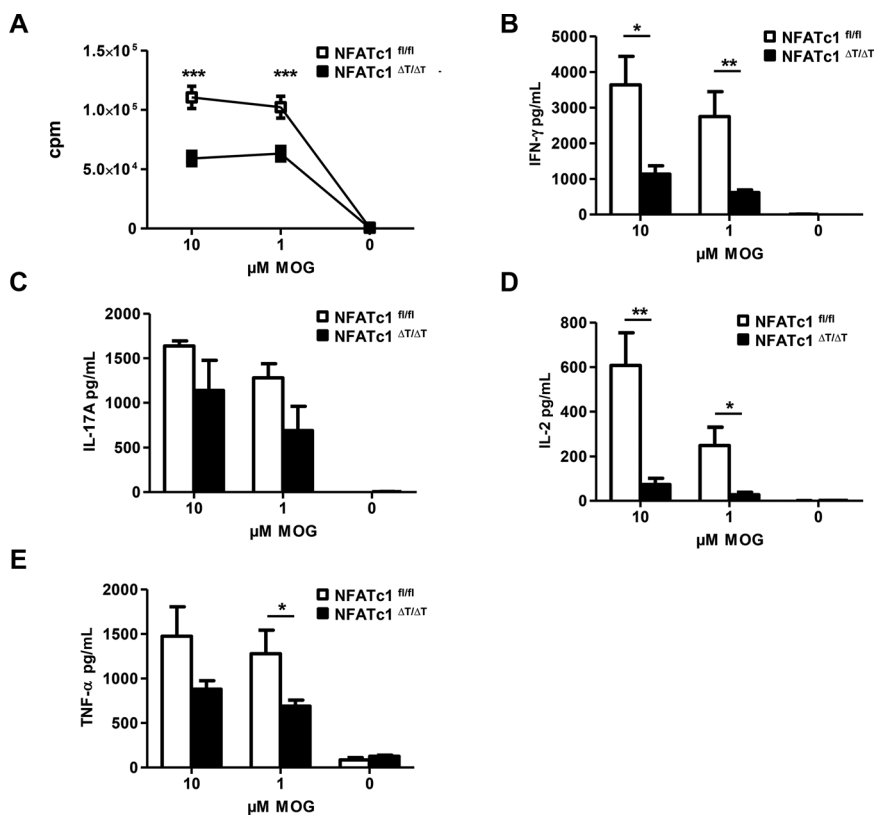 A
NFATc1 fl/fl
NFATc1 ΔT/ΔT
1.5×10⁵
1.0×10⁵
5.0×10⁴
0
cpm
*** ***
10 1 0
µM MOG
B
NFATc1 fl/fl
NFATc1 ΔT/ΔT
5000
4000
3000
2000
1000
0
IFN-γ pg/mL
* **
10 1 0
µM MOG
C
NFATc1 fl/fl
NFATc1 ΔT/ΔT
2000
1500
1000
500
0
IL-17A pg/mL
10 1 0
µM MOG
D
NFATc1 fl/fl
NFATc1 ΔT/ΔT
800
600
400
200
0
IL-2 pg/mL
** *
10 1 0
µM MOG
E
NFATc1 fl/fl
NFATc1 ΔT/ΔT
2000
1500
1000
500
0
TNF-α pg/mL
*
10 1 0
µM MOG